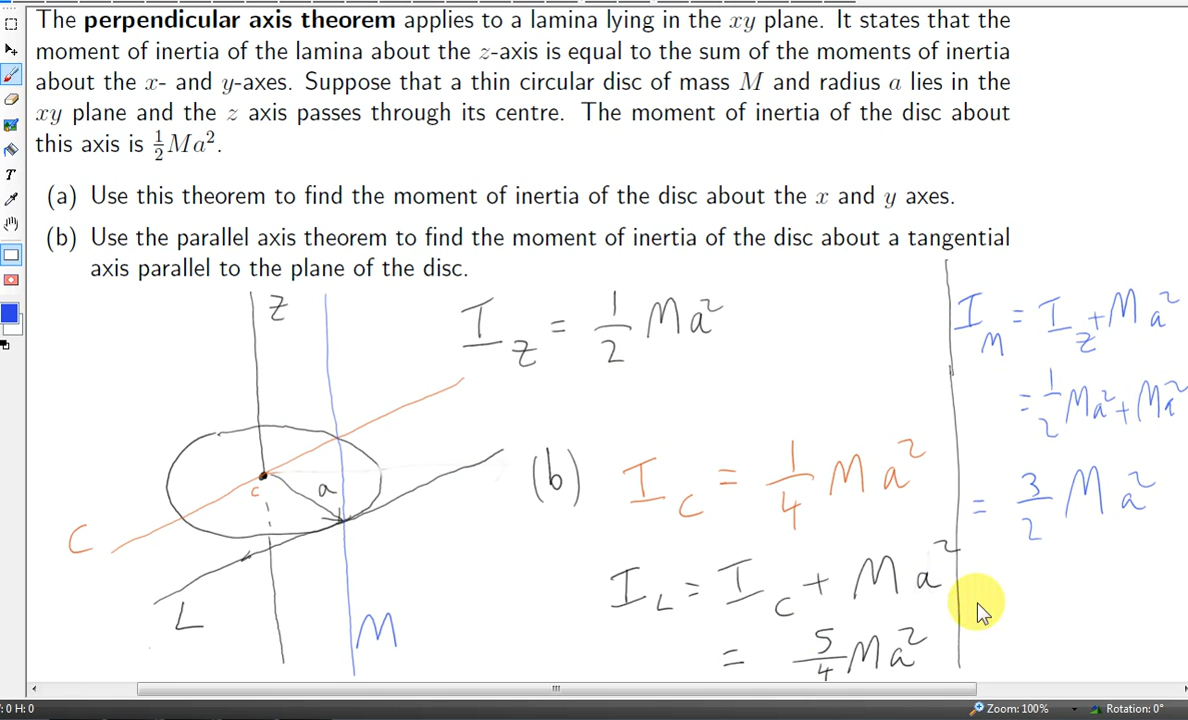 The perpendicular axis theorem applies to a lamina lying in the xy plane. It states that the
moment of inertia of the lamina about the z-axis is equal to the sum of the moments of inertia
about the x- and y-axes. Suppose that a thin circular disc of mass M and radius a lies in the
xy plane and the z axis passes through its centre. The moment of inertia of the disc about
this axis is ½Ma².
(a) Use this theorem to find the moment of inertia of the disc about the x and y axes.
(b) Use the parallel axis theorem to find the moment of inertia of the disc about a tangential
axis parallel to the plane of the disc.
Z
I_Z = 1/2 Ma²
c
a
C
L
M
(b) I_C = 1/4 Ma²
I_L = I_C + Ma²
= 5/4 Ma²
I_M = I_Z + Ma²
= 1/2 Ma² + Ma²
= 3/2 Ma²
T
: 0 H: 0
Zoom: 100%
Rotation: 0°